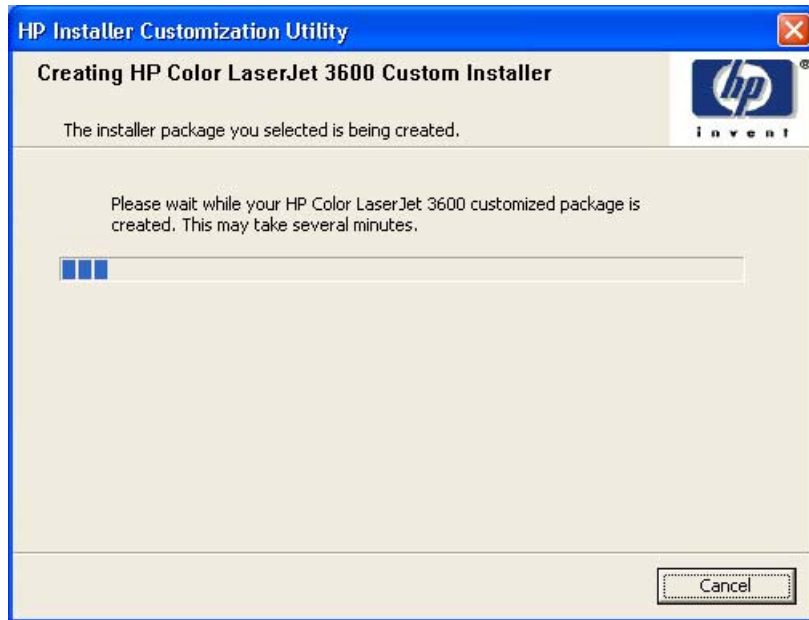 HP Installer Customization Utility
Creating HP Color LaserJet 3600 Custom Installer
The installer package you selected is being created.
hp
®
invent
Please wait while your HP Color LaserJet 3600 customized package is
created. This may take several minutes.
Cancel